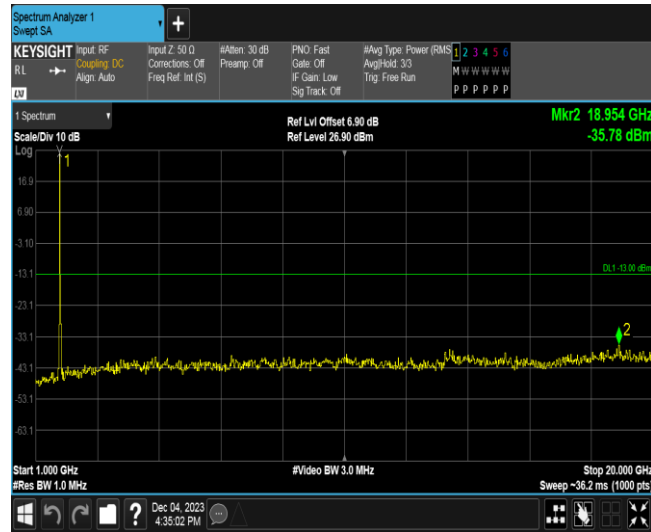 Spectrum Analyzer 1
Swept SA
+
KEYSIGHT Input: RF Input Z: 50 Ω #Atten: 30 dB PNO: Fast #Avg Type: Power (RMS 1 2 3 4 5 6
RL Coupling: DC Corrections: Off Preamp: Off Gate: Off Avg|Hold: 3/3 M W W W W W
Align: Auto Freq Ref: Int (S) IF Gain: Low Trig: Free Run
LXI Sig Track: Off P P P P P P
1 Spectrum Ref Lvl Offset 6.90 dB Mkr2 18.954 GHz
Scale/Div 10 dB Ref Level 26.90 dBm -35.78 dBm
Log
1
16.9
6.90
-3.10
-13.1 DL1 -13.00 dBm
-23.1
-33.1 2
-43.1
-53.1
-63.1
Start 1.000 GHz #Video BW 3.0 MHz Stop 20.000 GHz
#Res BW 1.0 MHz Sweep ~36.2 ms (1000 pts)
? Dec 04, 2023
4:35:02 PM